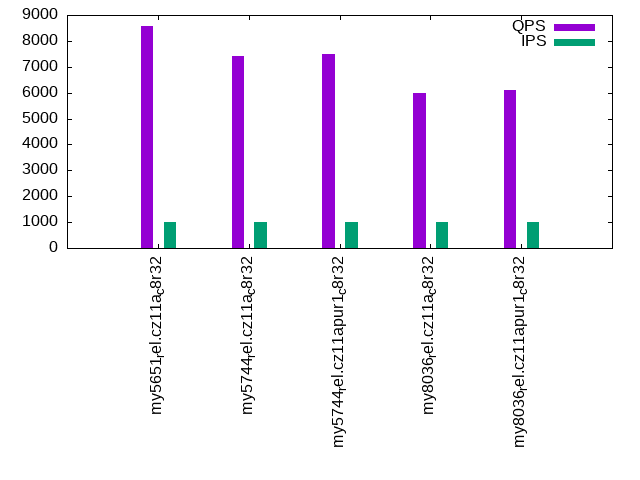 9000
8000
7000
6000
5000
4000
3000
2000
1000
0
QPS
IPS
my5651rel.cz11ac8r32
my5744rel.cz11ac8r32
my5744rel.cz11apur1c8r32
my8036rel.cz11ac8r32
my8036rel.cz11apur1c8r32